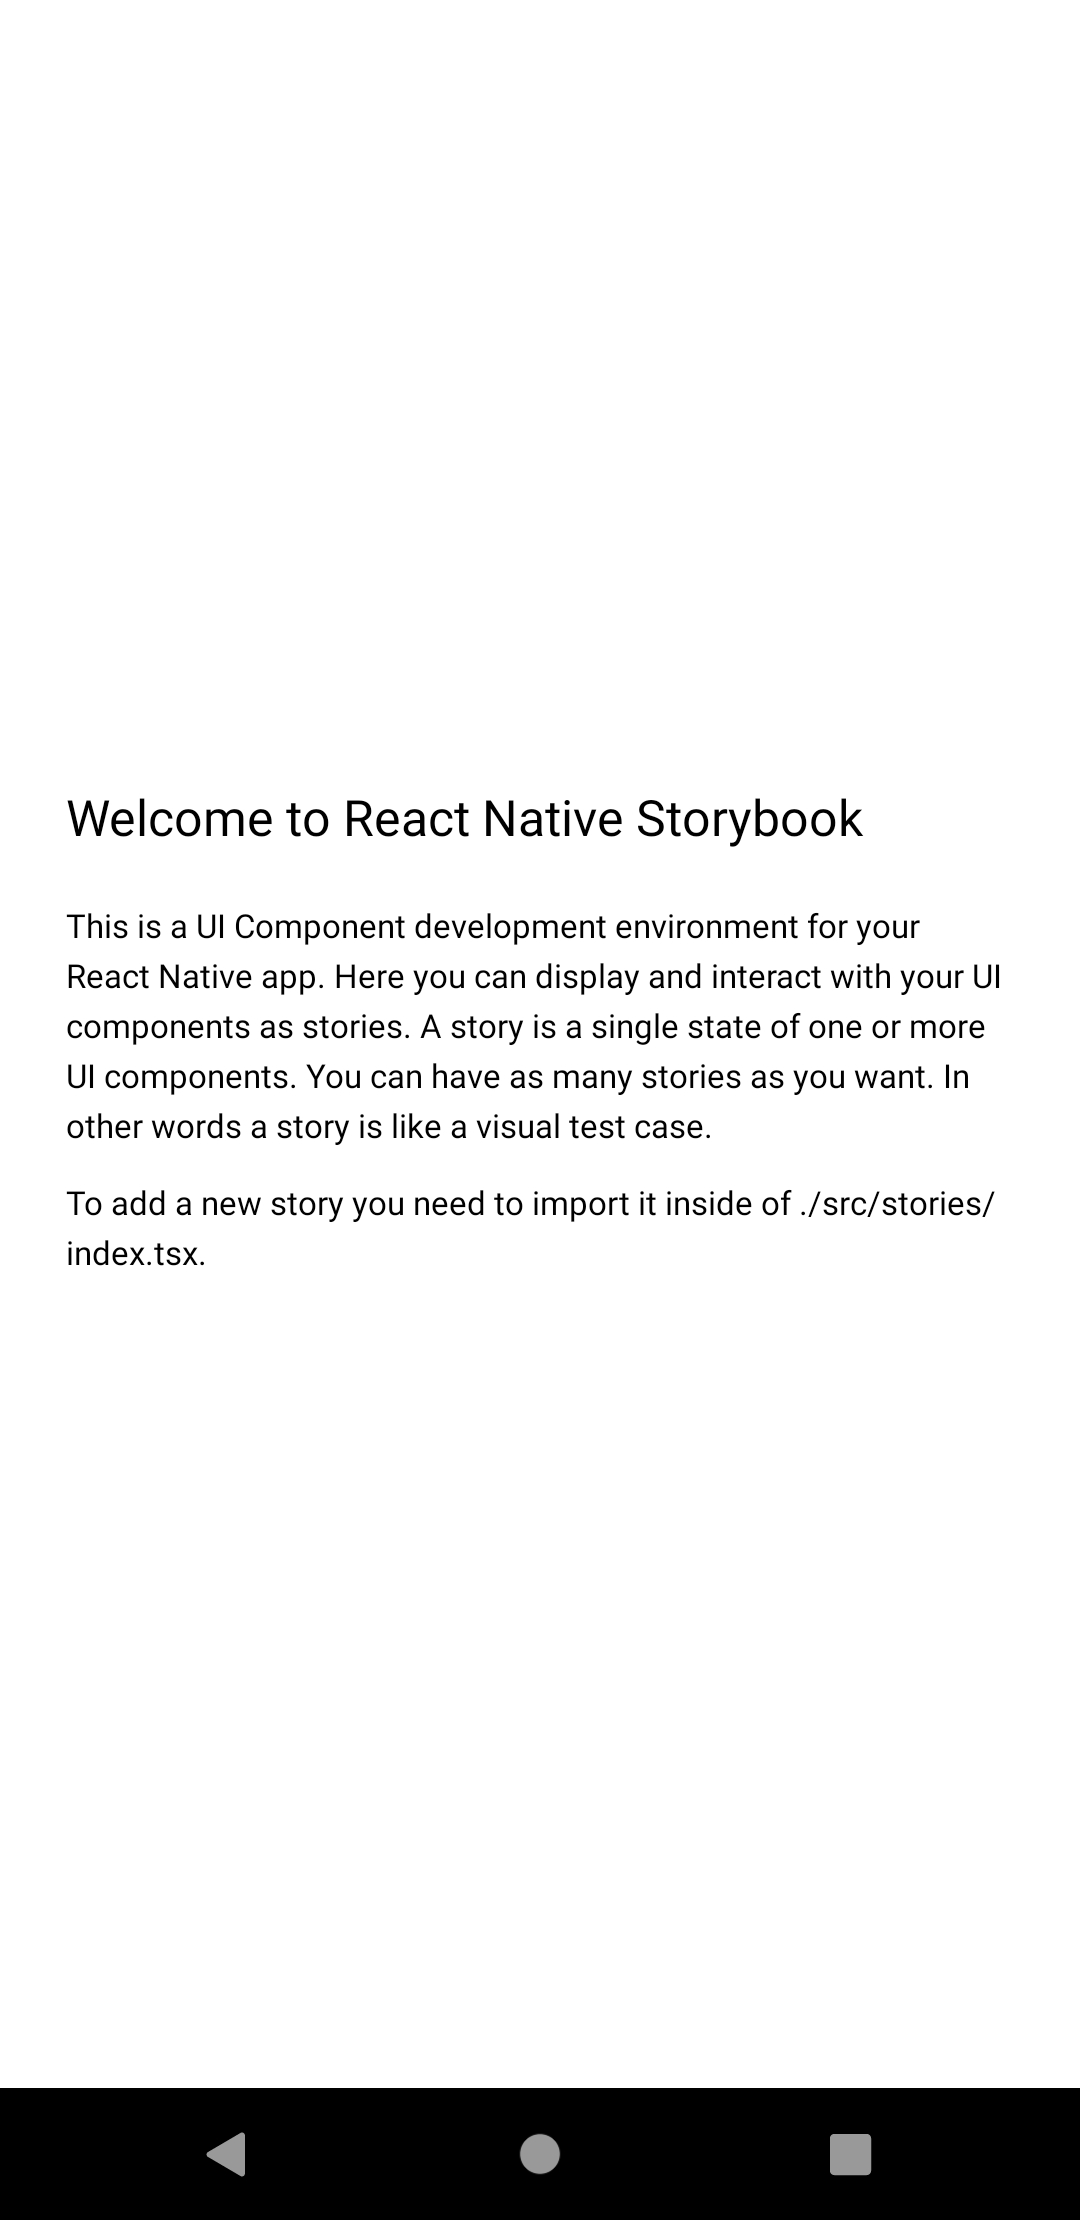 Welcome to React Native Storybook
This is a UI Component development environment for your
React Native app. Here you can display and interact with your UI
components as stories. A story is a single state of one or more
UI components. You can have as many stories as you want. In
other words a story is like a visual test case.
To add a new story you need to import it inside of ./src/stories/
index.tsx.